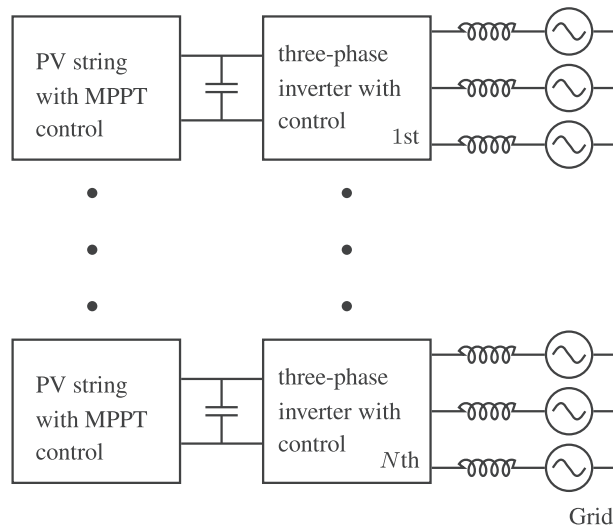 PV string
with MPPT
control
three-phase
inverter with
control
1st
PV string
with MPPT
control
three-phase
inverter with
control
Nth
Grid